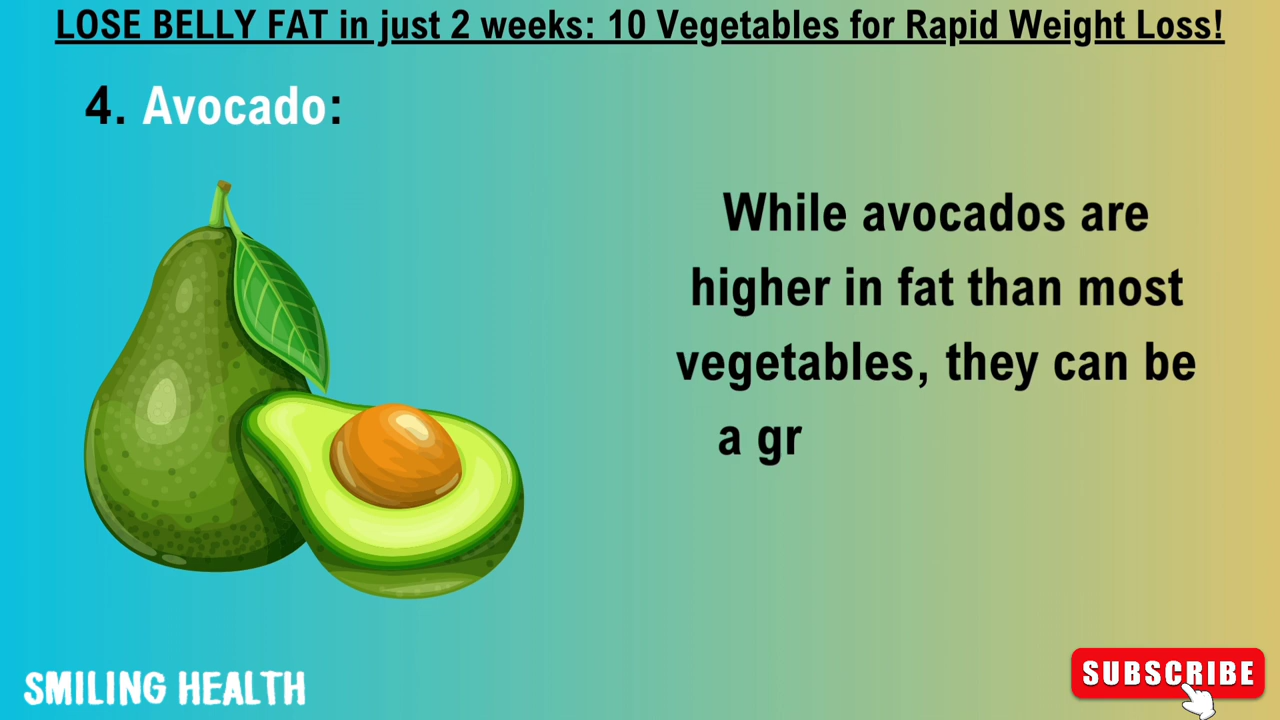 LOSE BELLY FAT in just 2 weeks: 10 Vegetables for Rapid Weight Loss!
4. Avocado:
While avocados are
higher in fat than most
vegetables, they can be
a gr
SMILING HEALTH
SUBSCRIBE